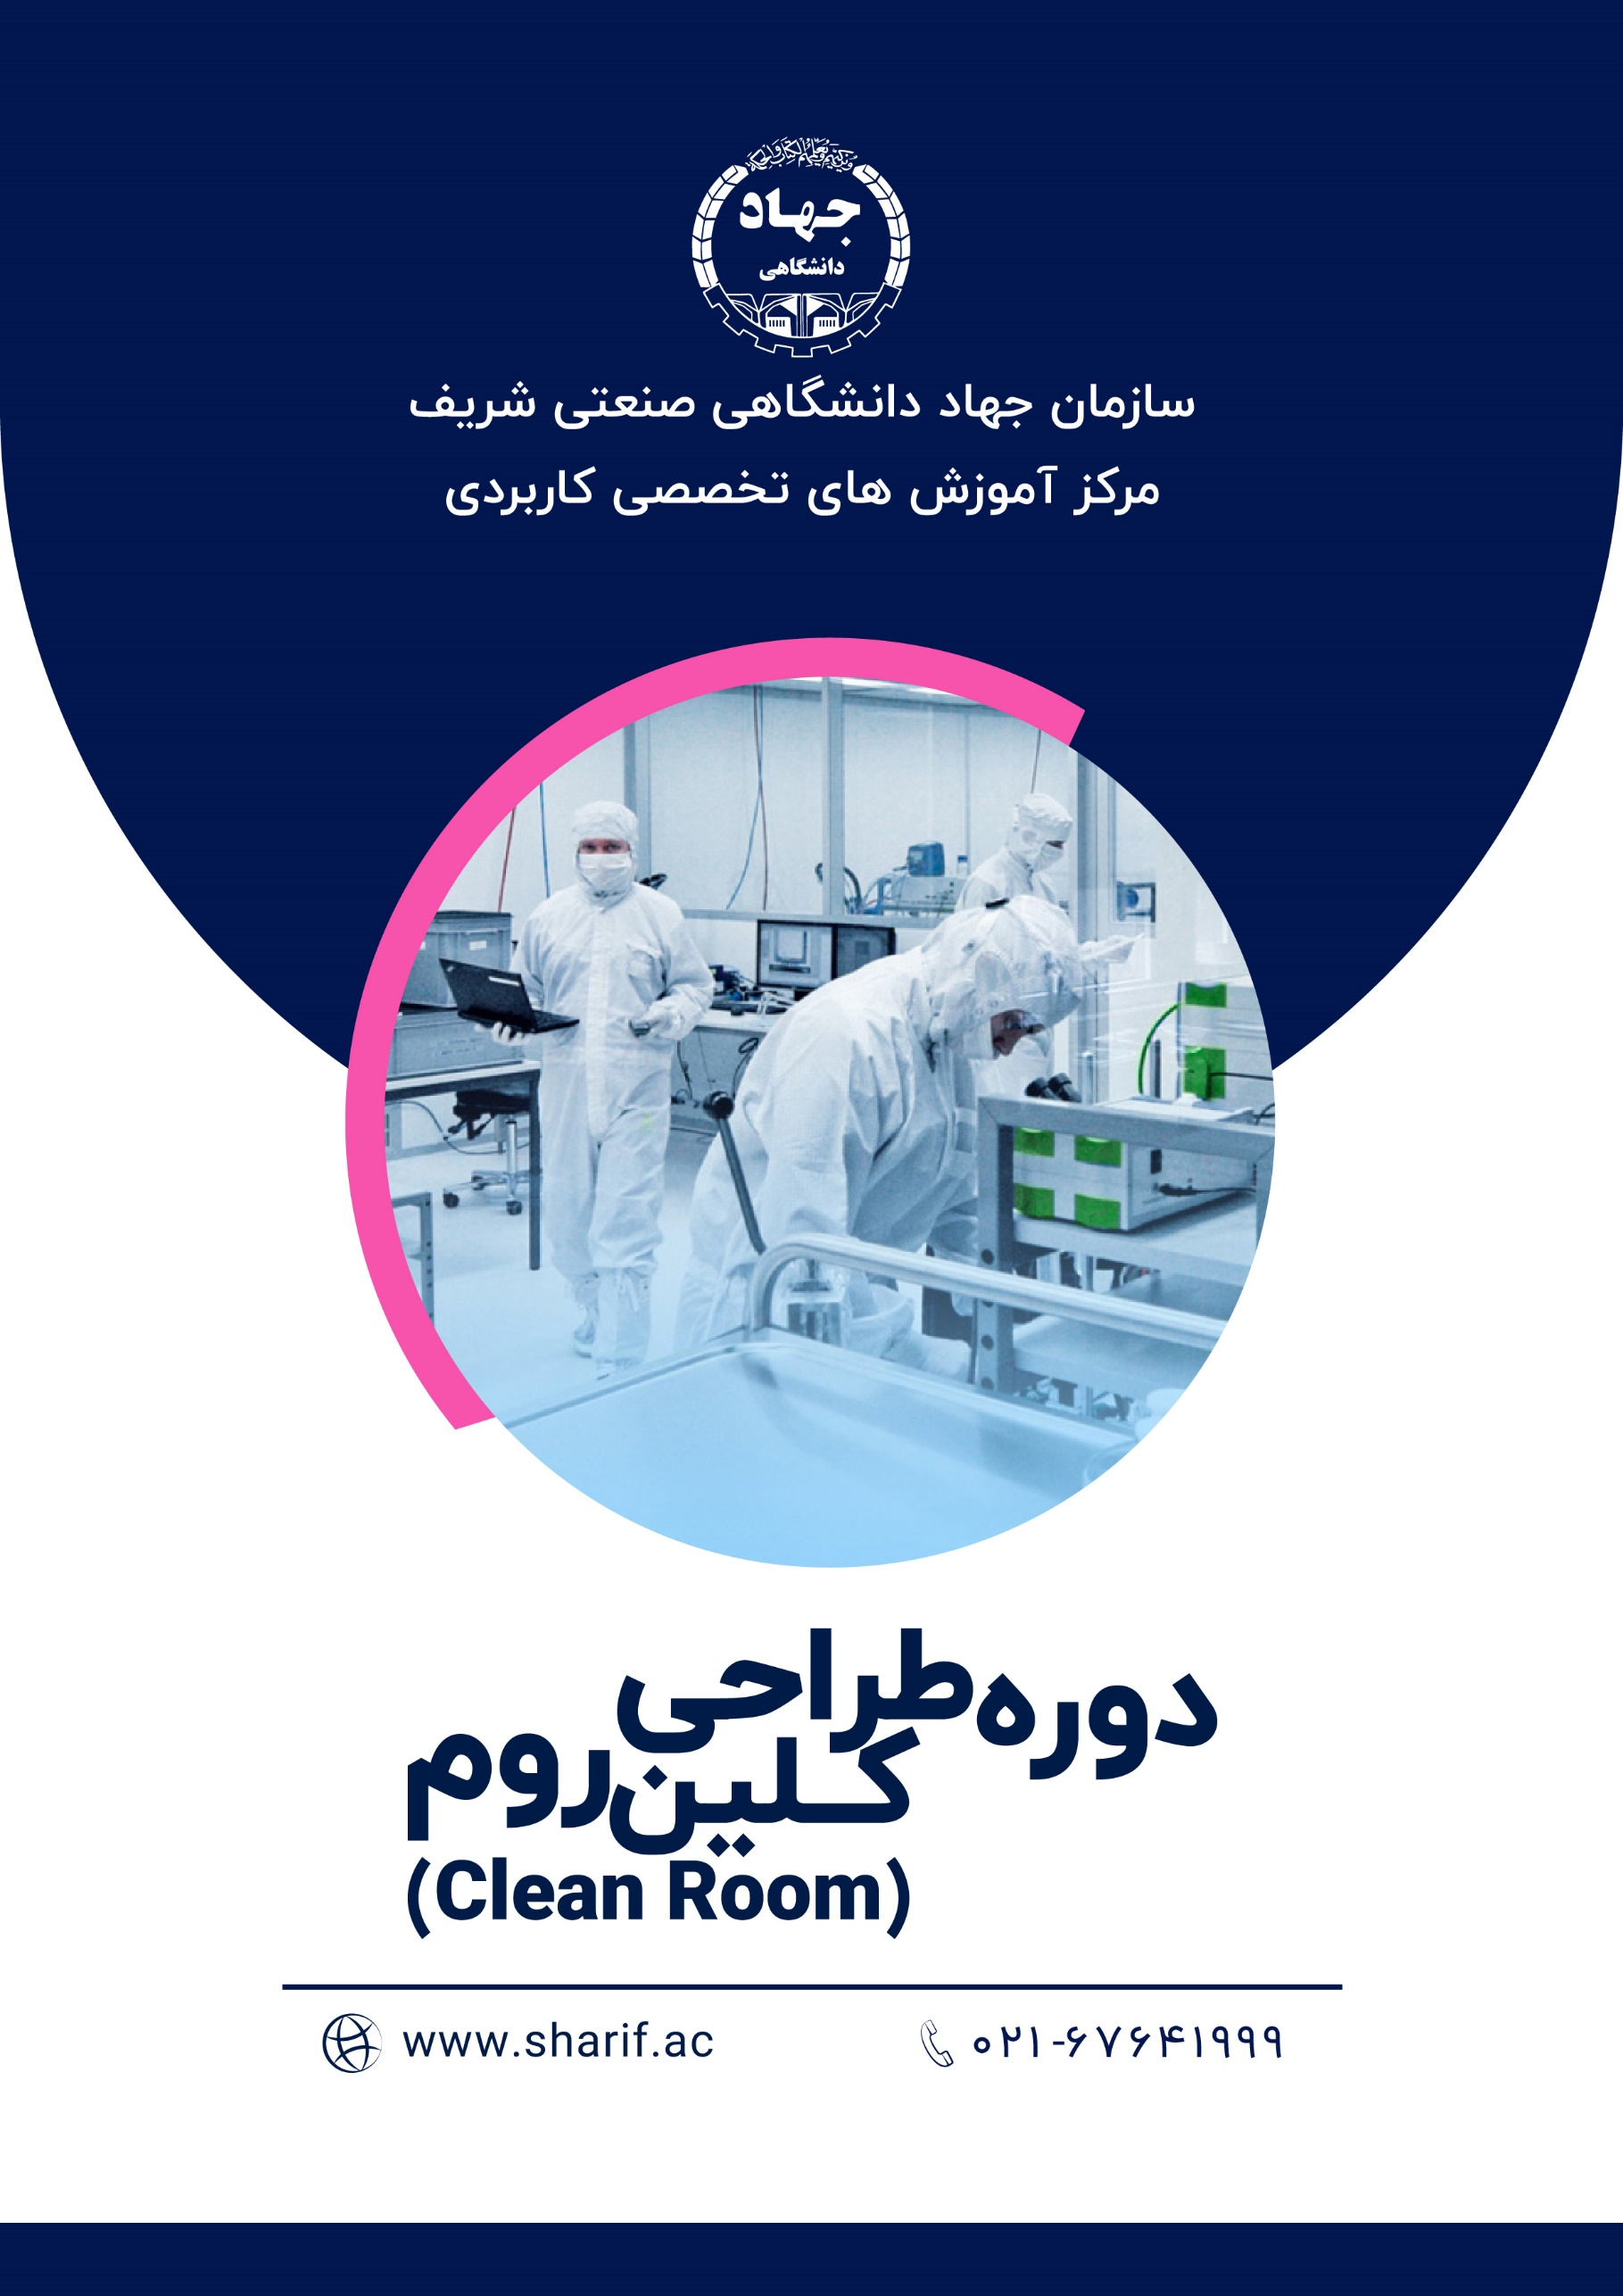 جهاد
دانشگاهی
سازمان جهاد دانشگاهی صنعتی شریف
مرکز آموزش های تخصصی کاربردی
دوره طراحی
کلین روم
(Clean Room)
www.sharif.ac
۰۲۱-۶۷۶۴۱۹۹۹